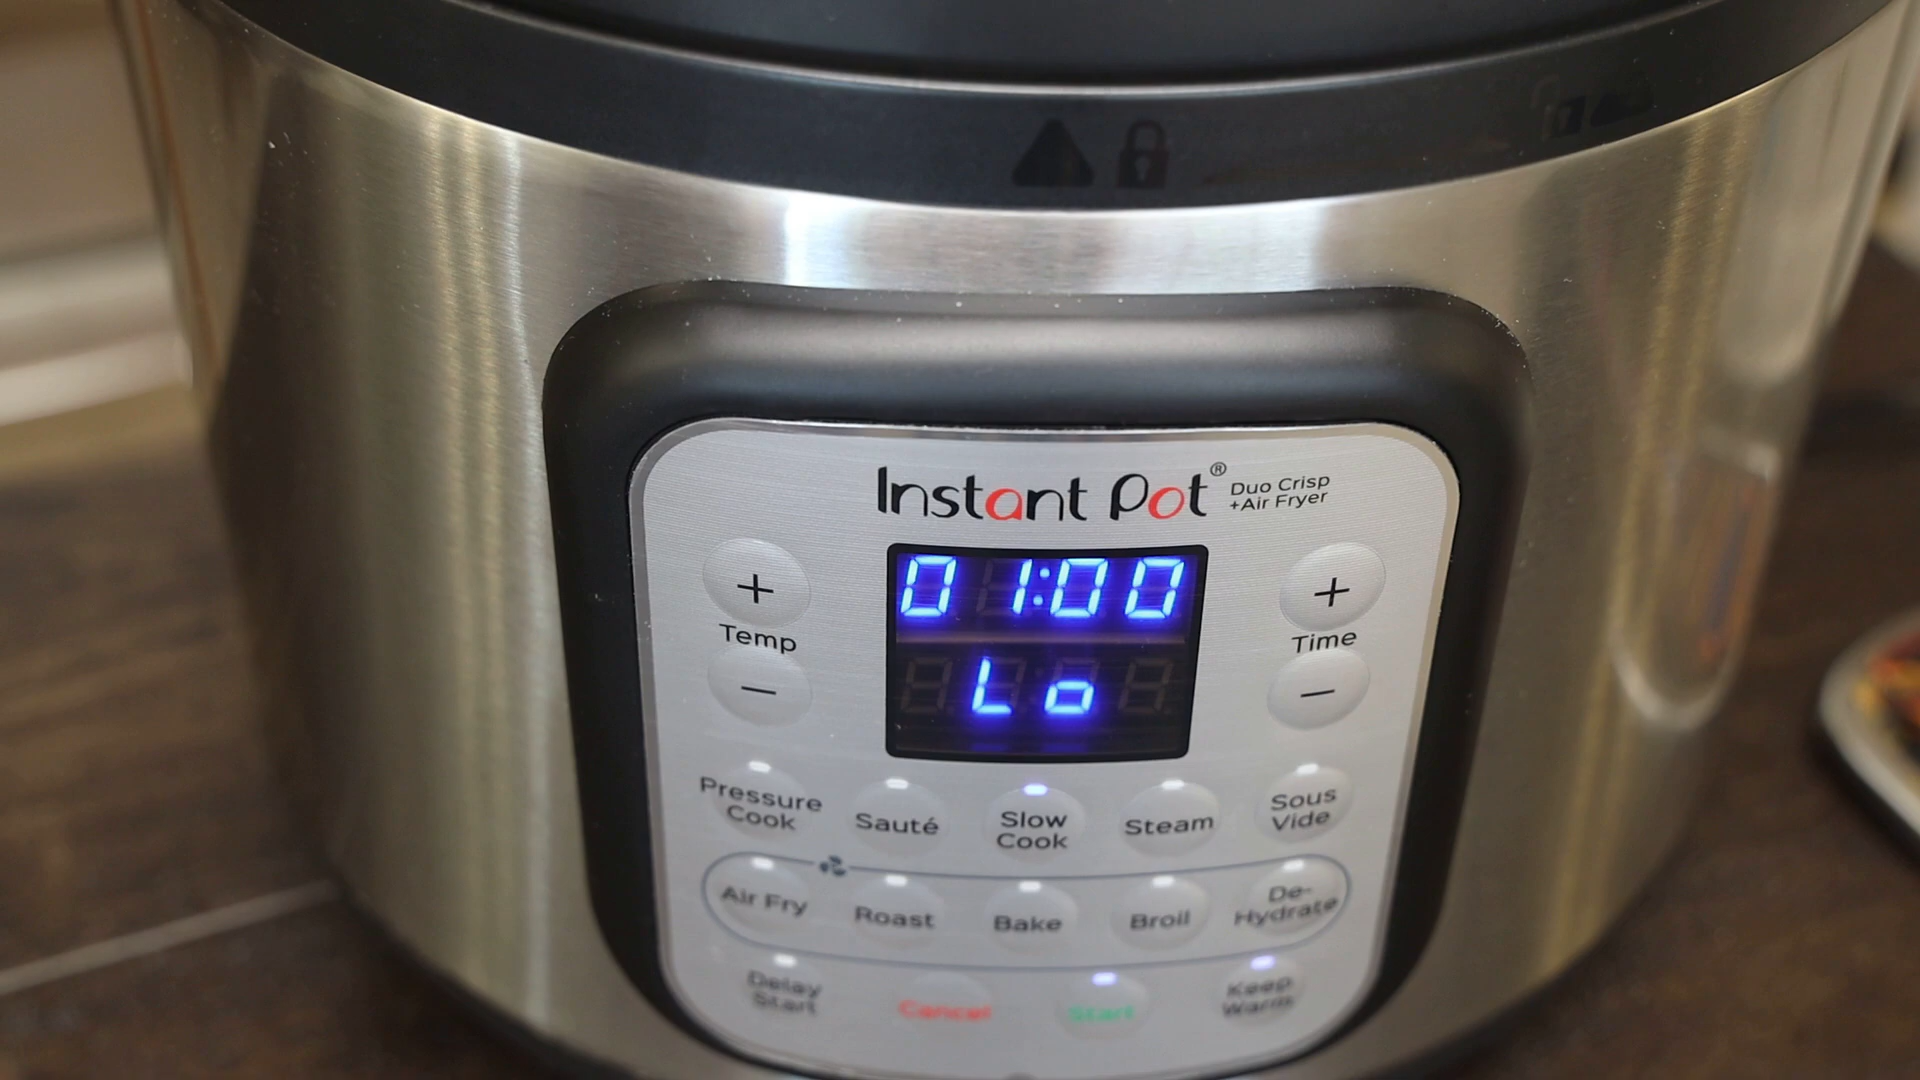 Instant Pot® Duo Crisp
+Air Fryer
+ 01:00 +
Temp Time
- Lo -
Pressure
Cook
Sauté
Slow
Cook
Steam
Sous
Vide
Air Fry
Roast
Bake
Broil
De-
Hydrate
Delay
Start
Cancel
Start
Keep
Warm